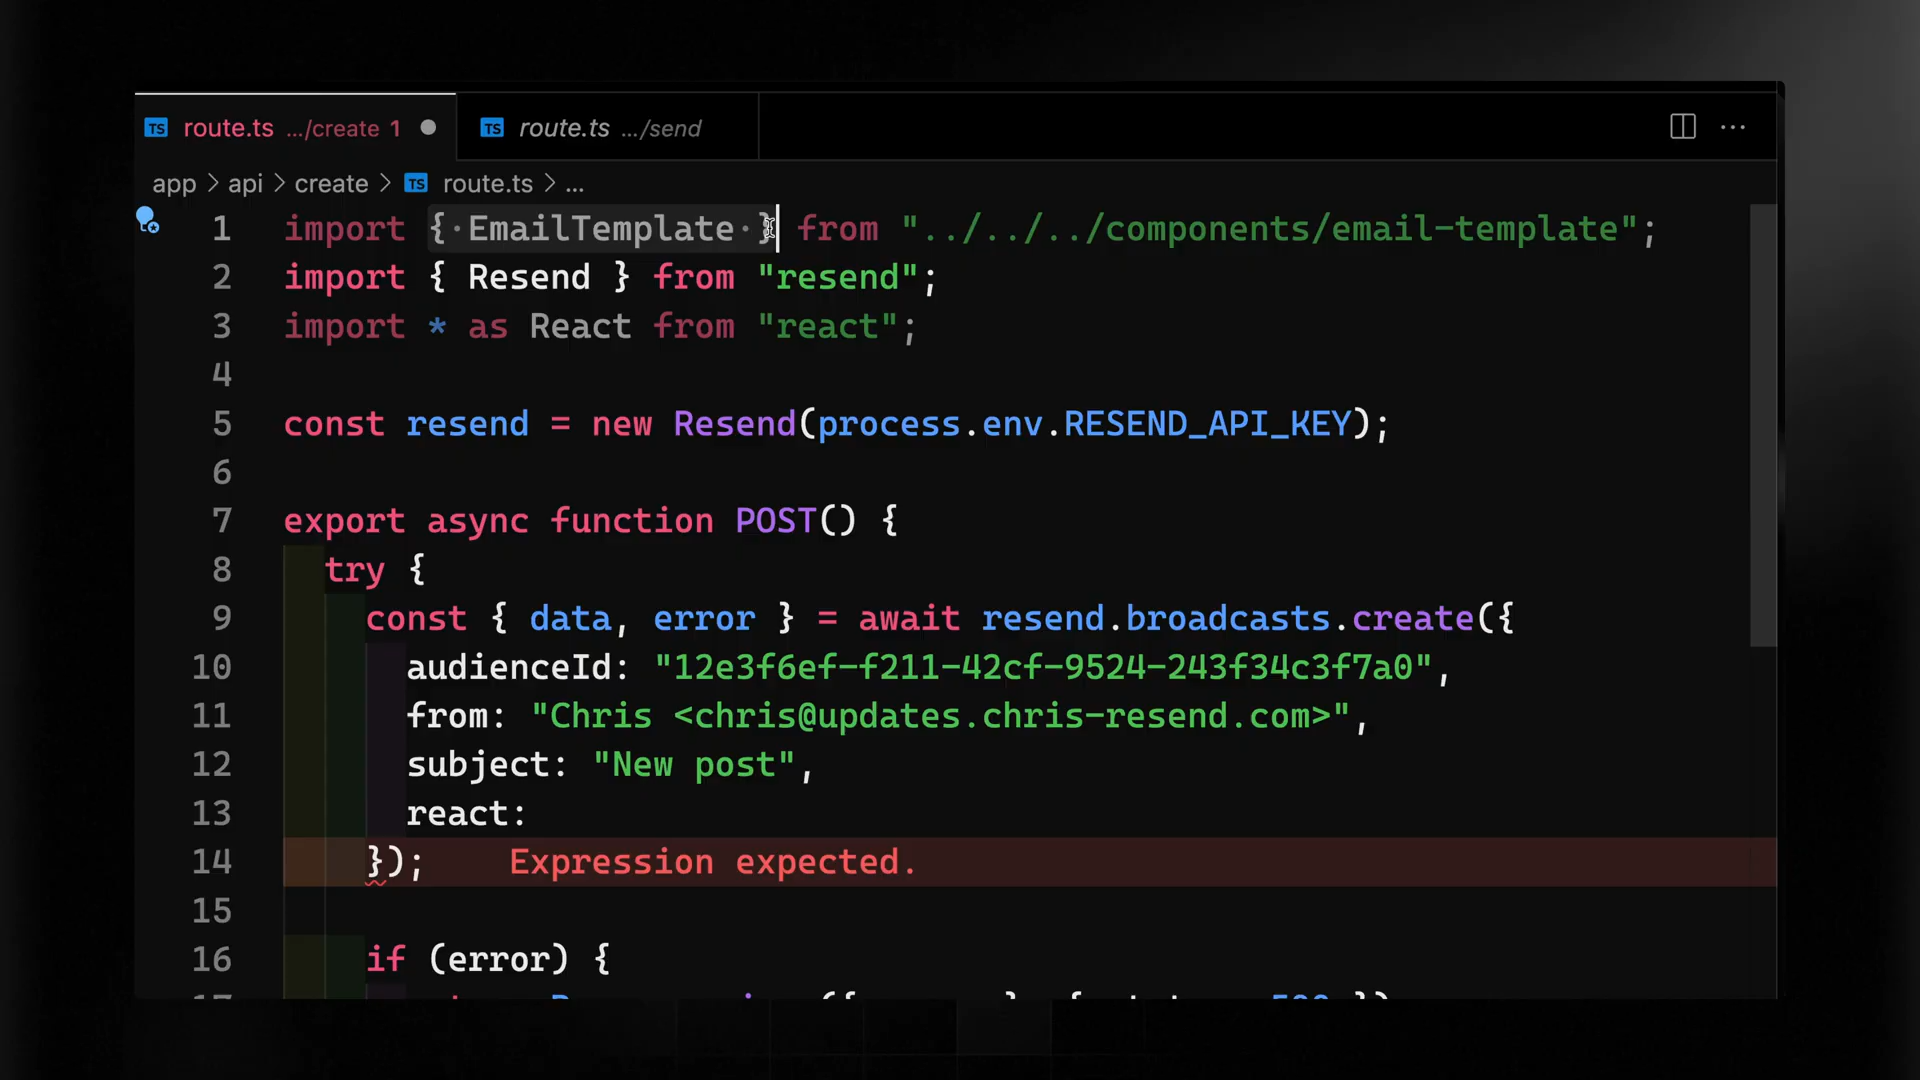 TS route.ts .../create 1
TS route.ts .../send
app > api > create > TS route.ts > ...
1 import { EmailTemplate } from "../../../components/email-template";
2 import { Resend } from "resend";
3 import * as React from "react";
4
5 const resend = new Resend(process.env.RESEND_API_KEY);
6
7 export async function POST() {
8 try {
9 const { data, error } = await resend.broadcasts.create({
10 audienceId: "12e3f6ef-f211-42cf-9524-243f34c3f7a0",
11 from: "Chris <chris@updates.chris-resend.com>",
12 subject: "New post",
13 react:
14 }); Expression expected.
15
16 if (error) {